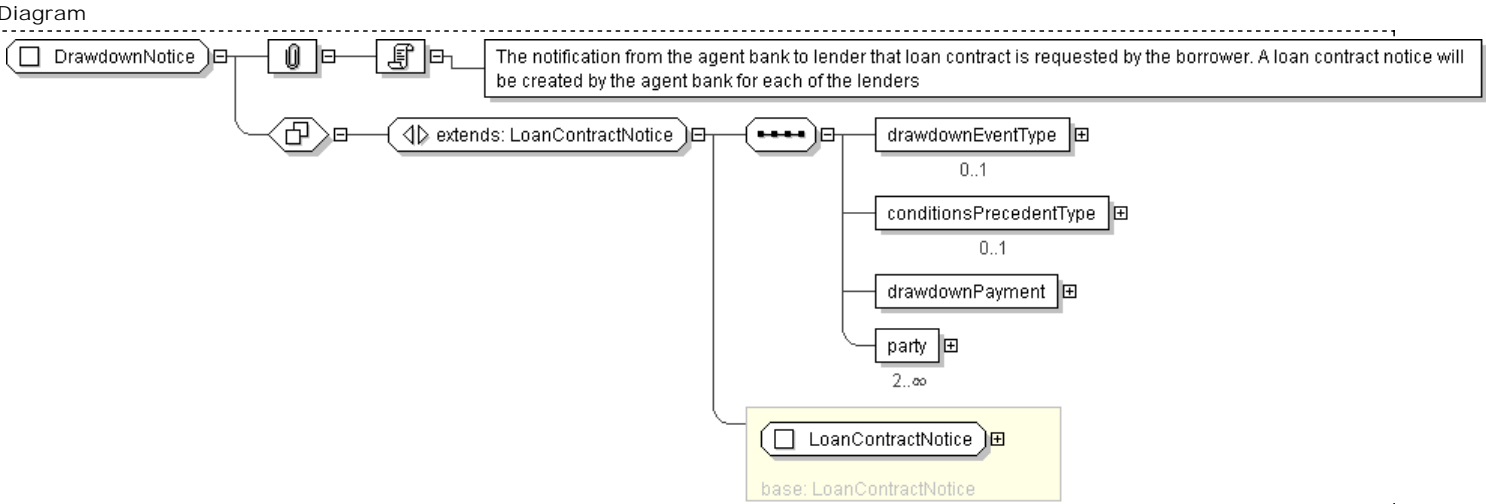 Diagram
DrawdownNotice
The notification from the agent bank to lender that loan contract is requested by the borrower. A loan contract notice will
be created by the agent bank for each of the lenders
extends: LoanContractNotice
drawdownEventType
0..1
conditionsPrecedentType
0..1
drawdownPayment
party
2..∞
LoanContractNotice
base: LoanContractNotice